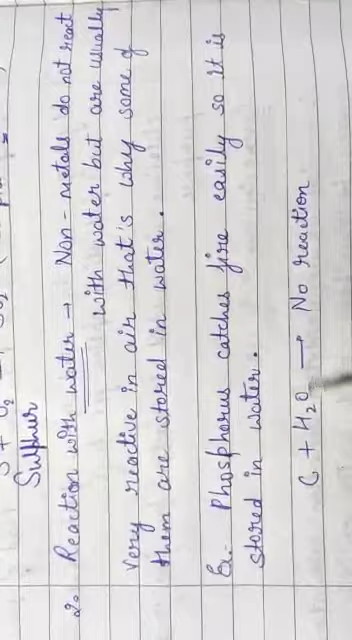 Sulphur
2. Reaction with water → Non-metals do not react
with water but are usually
very reactive in air that's why some of
them are stored in water.
Ex:- Phosphorus catches fire easily so it is
stored in water.
C + H₂O → No reaction